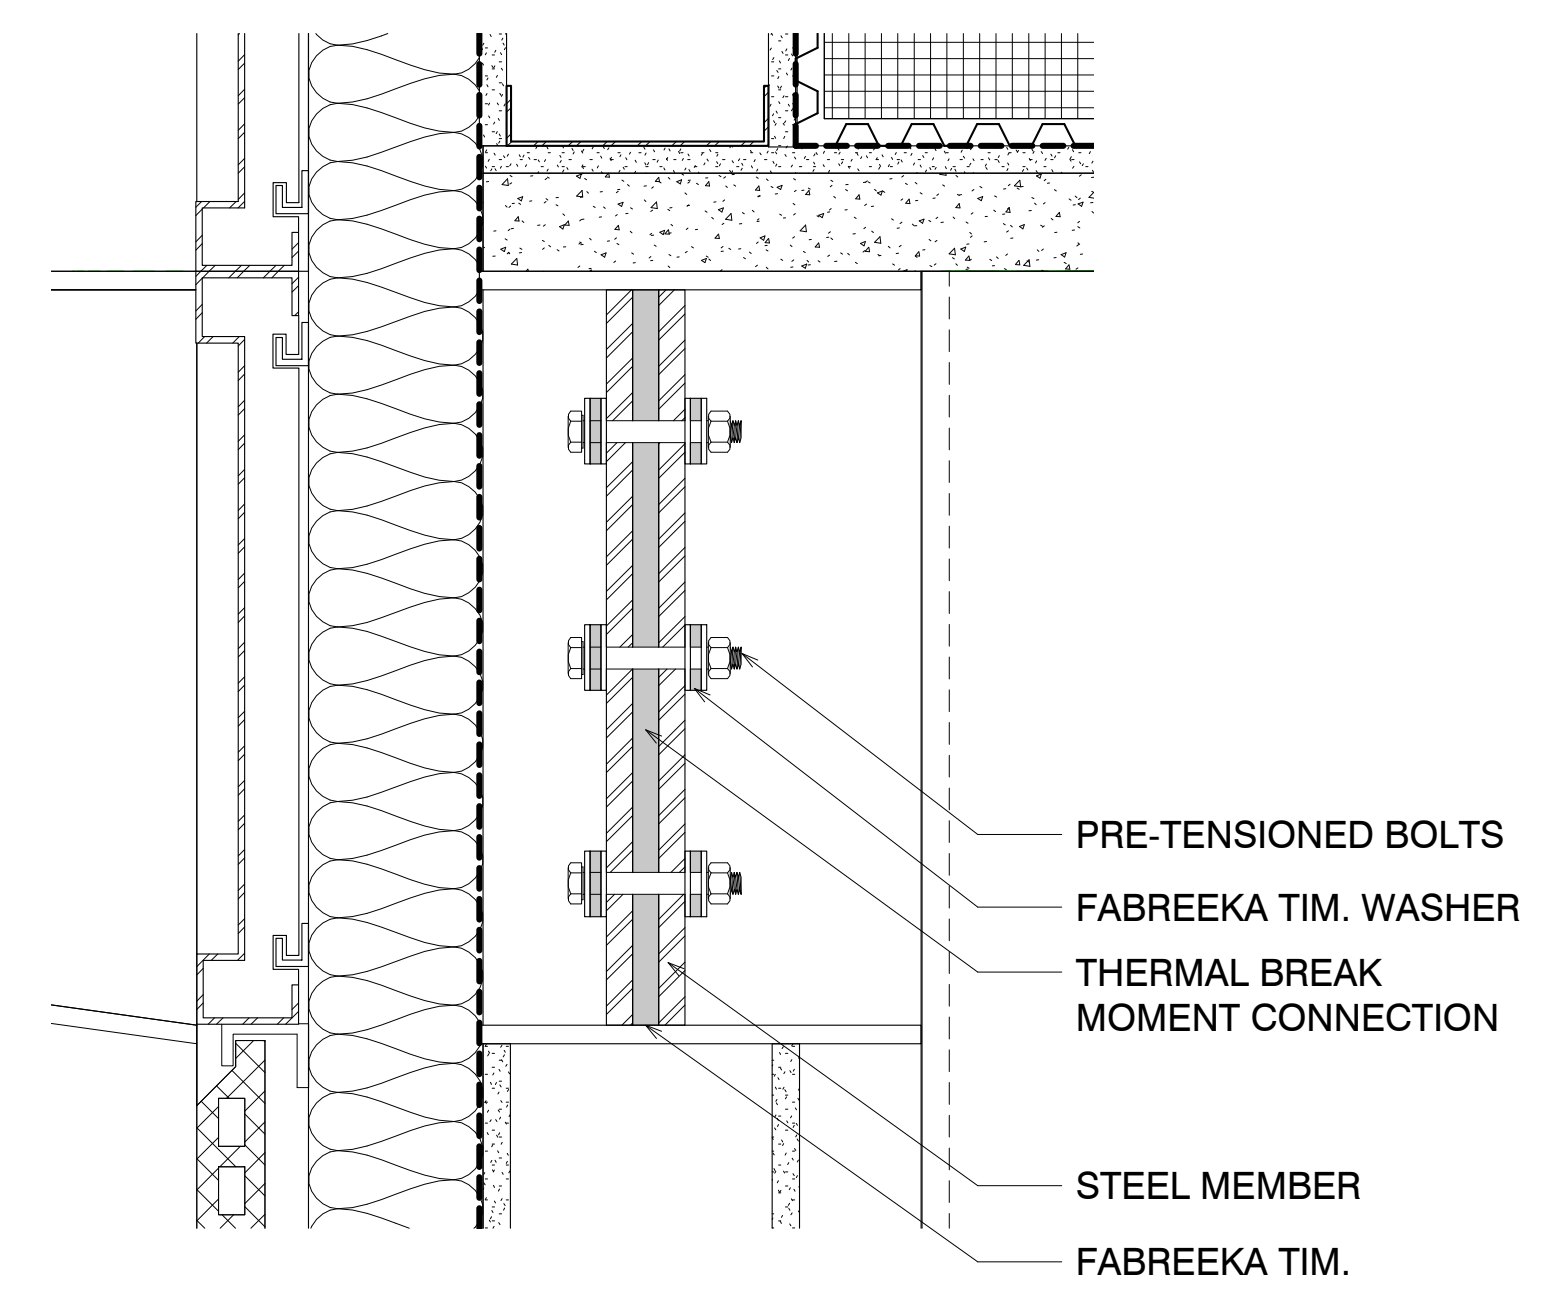 PRE-TENSIONED BOLTS
FABREEKA TIM. WASHER
THERMAL BREAK
MOMENT CONNECTION
STEEL MEMBER
FABREEKA TIM.